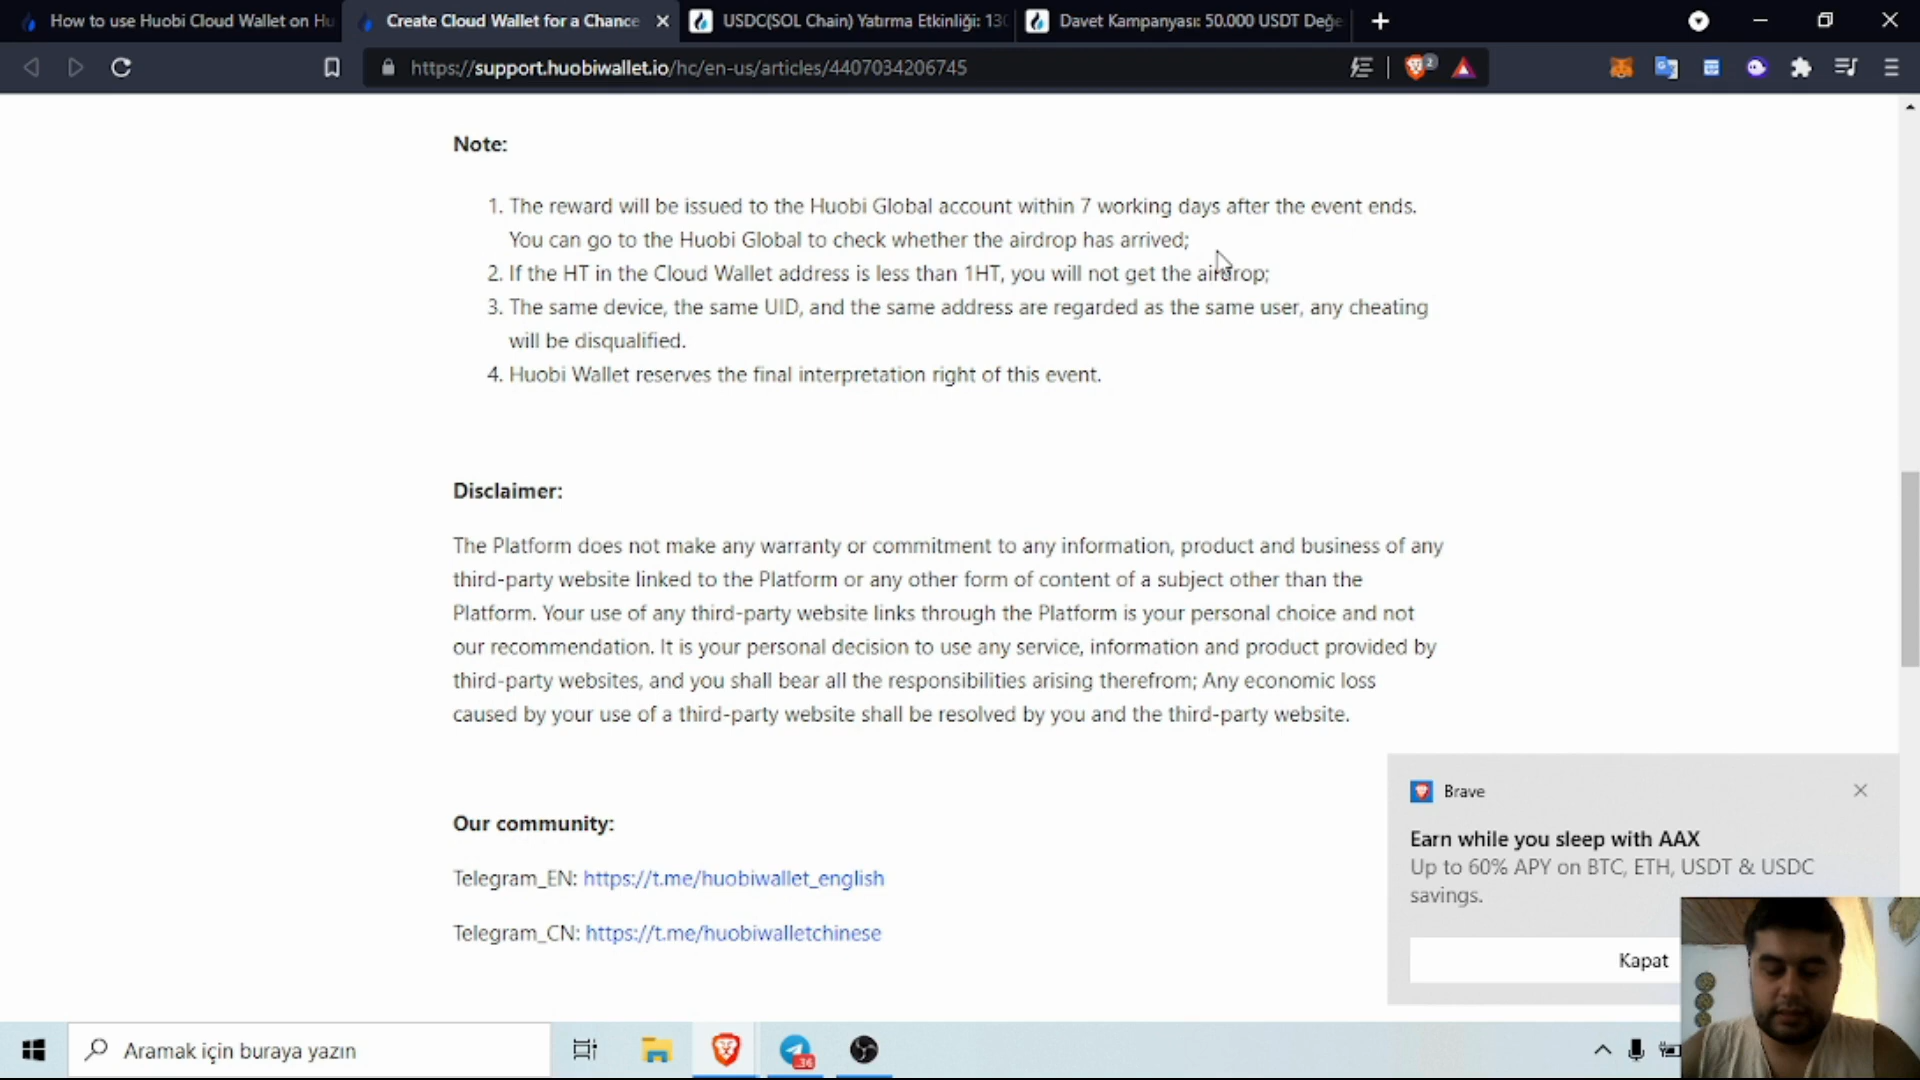 How to use Huobi Cloud Wallet on Hu
Create Cloud Wallet for a Chance
USDC(SOL Chain) Yatırma Etkinliği: 130
Davet Kampanyası: 50.000 USDT Değe
https://support.huobiwallet.io/hc/en-us/articles/4407034206745
2
Note:
1. The reward will be issued to the Huobi Global account within 7 working days after the event ends.
You can go to the Huobi Global to check whether the airdrop has arrived;
2. If the HT in the Cloud Wallet address is less than 1HT, you will not get the airdrop;
3. The same device, the same UID, and the same address are regarded as the same user, any cheating
will be disqualified.
4. Huobi Wallet reserves the final interpretation right of this event.
Disclaimer:
The Platform does not make any warranty or commitment to any information, product and business of any
third-party website linked to the Platform or any other form of content of a subject other than the
Platform. Your use of any third-party website links through the Platform is your personal choice and not
our recommendation. It is your personal decision to use any service, information and product provided by
third-party websites, and you shall bear all the responsibilities arising therefrom; Any economic loss
caused by your use of a third-party website shall be resolved by you and the third-party website.
Our community:
Telegram_EN: https://t.me/huobiwallet_english
Telegram_CN: https://t.me/huobiwalletchinese
Brave
Earn while you sleep with AAX
Up to 60% APY on BTC, ETH, USDT & USDC
savings.
Kapat
Aramak için buraya yazın
36